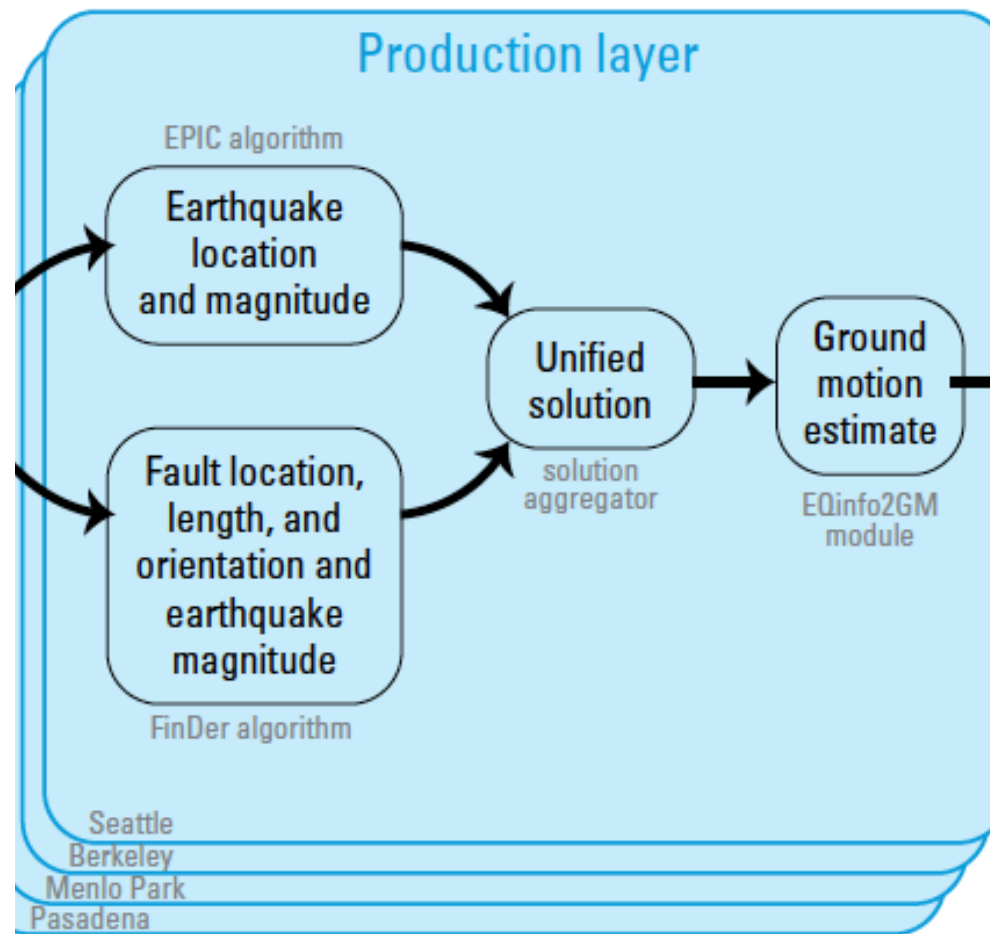 Production layer
EPIC algorithm
Earthquake
location
and magnitude
Fault location,
length, and
orientation and
earthquake
magnitude
FinDer algorithm
Unified
solution
solution
aggregator
Ground
motion
estimate
EQinfo2GM
module
Seattle
Berkeley
Menlo Park
Pasadena